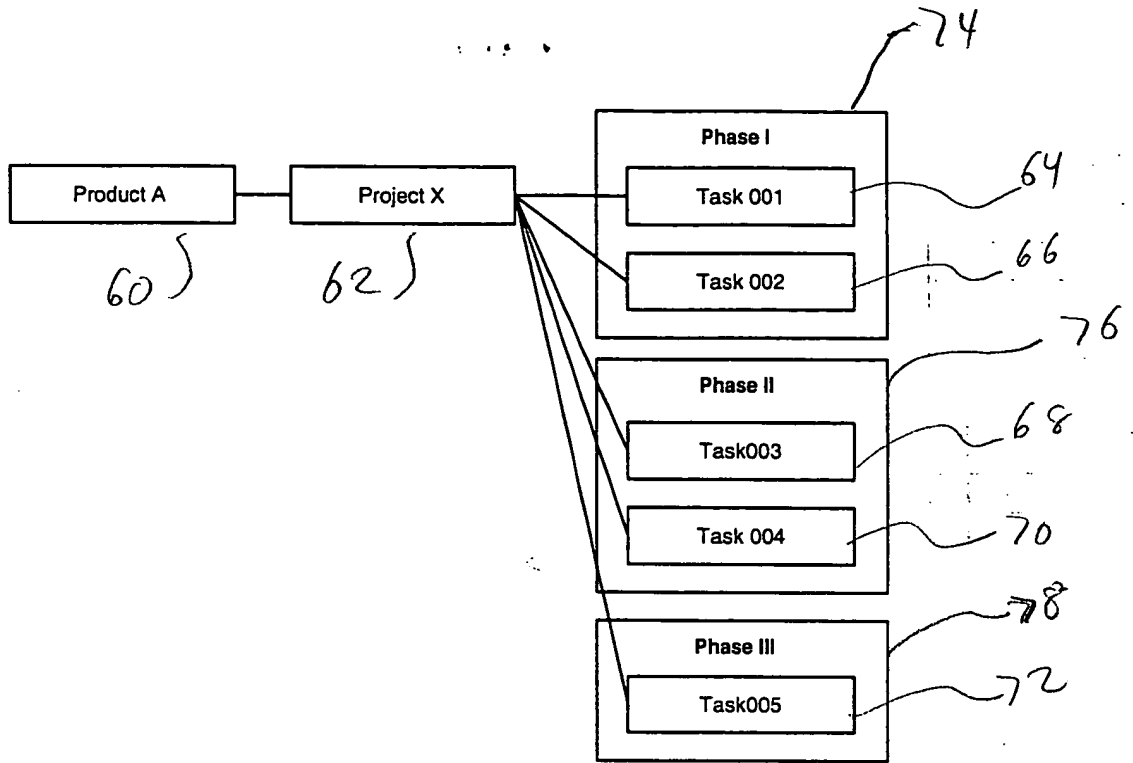 74
Phase I
Product A
Project X
Task 001
64
60
62
Task 002
66
76
Phase II
Task003
68
Task 004
70
78
Phase III
Task005
72